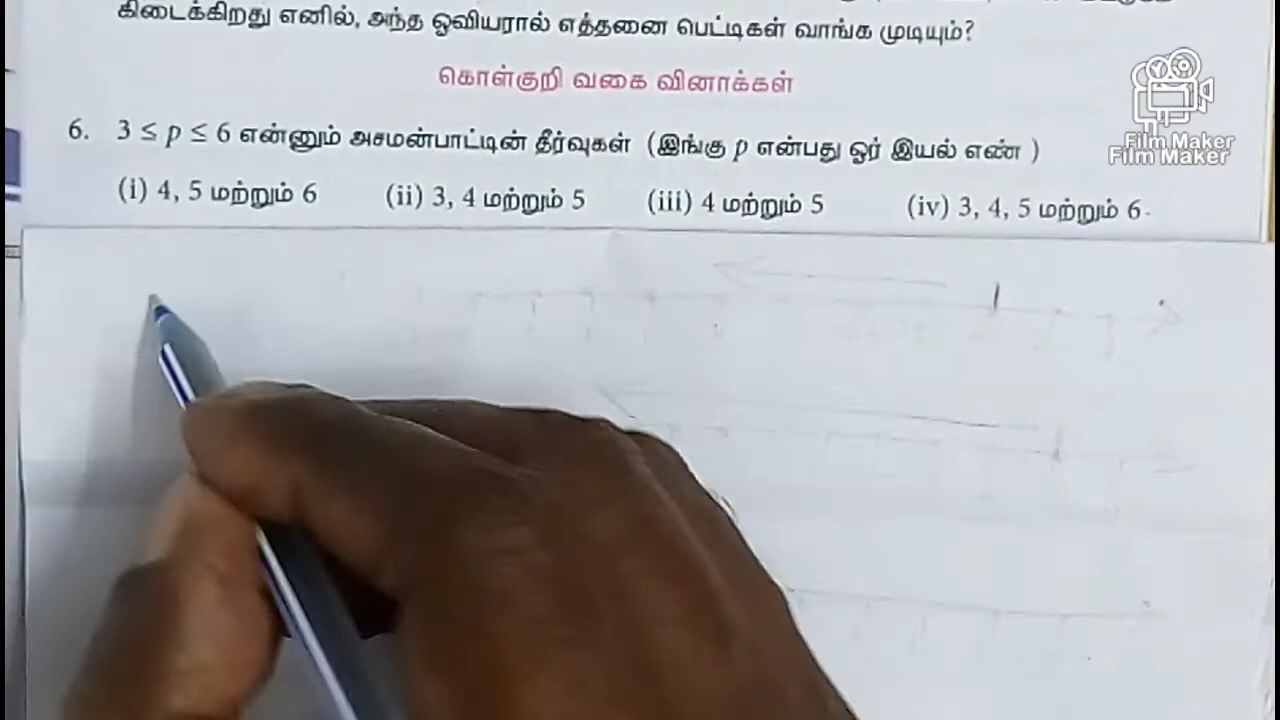 கிடைக்கிறது எனில், அந்த ஓவியரால் எத்தனை பெட்டிகள் வாங்க முடியும்?
கொள்குறி வகை வினாக்கள்
6. 3 ≤ p ≤ 6 என்னும் அசமன்பாட்டின் தீர்வுகள் (இங்கு p என்பது ஓர் இயல் எண் )
(i) 4, 5 மற்றும் 6 (ii) 3, 4 மற்றும் 5 (iii) 4 மற்றும் 5 (iv) 3, 4, 5 மற்றும் 6
Film Maker
Film Maker